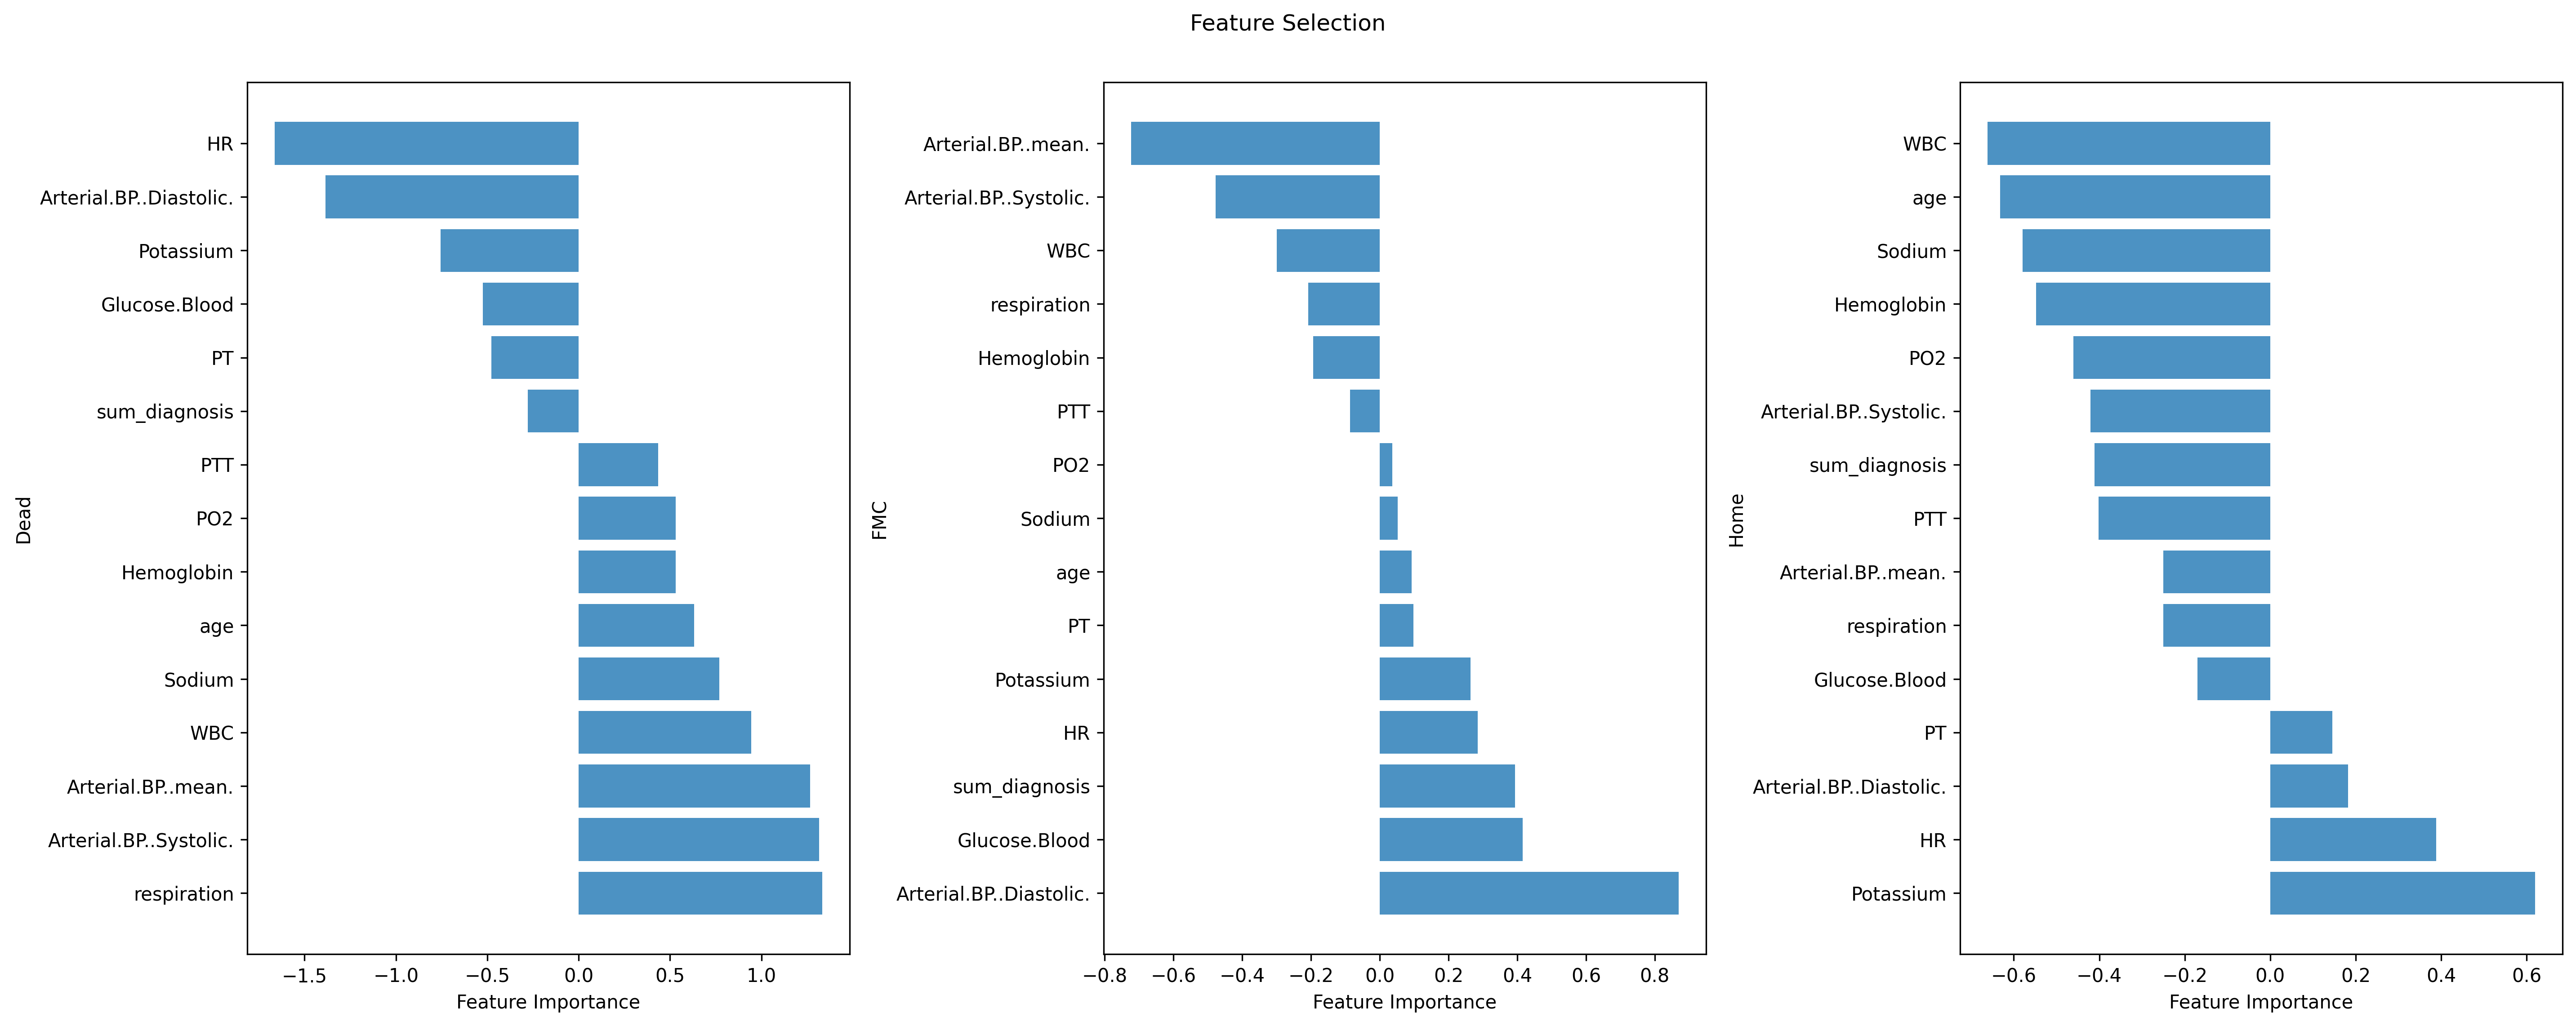 Feature Selection
Dead
HR
Arterial.BP..Diastolic.
Potassium
Glucose.Blood
PT
sum_diagnosis
PTT
PO2
Hemoglobin
age
Sodium
WBC
Arterial.BP..mean.
Arterial.BP..Systolic.
respiration
−1.5 −1.0 −0.5 0.0 0.5 1.0
Feature Importance
FMC
Arterial.BP..mean.
Arterial.BP..Systolic.
WBC
respiration
Hemoglobin
PTT
PO2
Sodium
age
PT
Potassium
HR
sum_diagnosis
Glucose.Blood
Arterial.BP..Diastolic.
−0.8 −0.6 −0.4 −0.2 0.0 0.2 0.4 0.6 0.8
Feature Importance
Home
WBC
age
Sodium
Hemoglobin
PO2
Arterial.BP..Systolic.
sum_diagnosis
PTT
Arterial.BP..mean.
respiration
Glucose.Blood
PT
Arterial.BP..Diastolic.
HR
Potassium
−0.6 −0.4 −0.2 0.0 0.2 0.4 0.6
Feature Importance